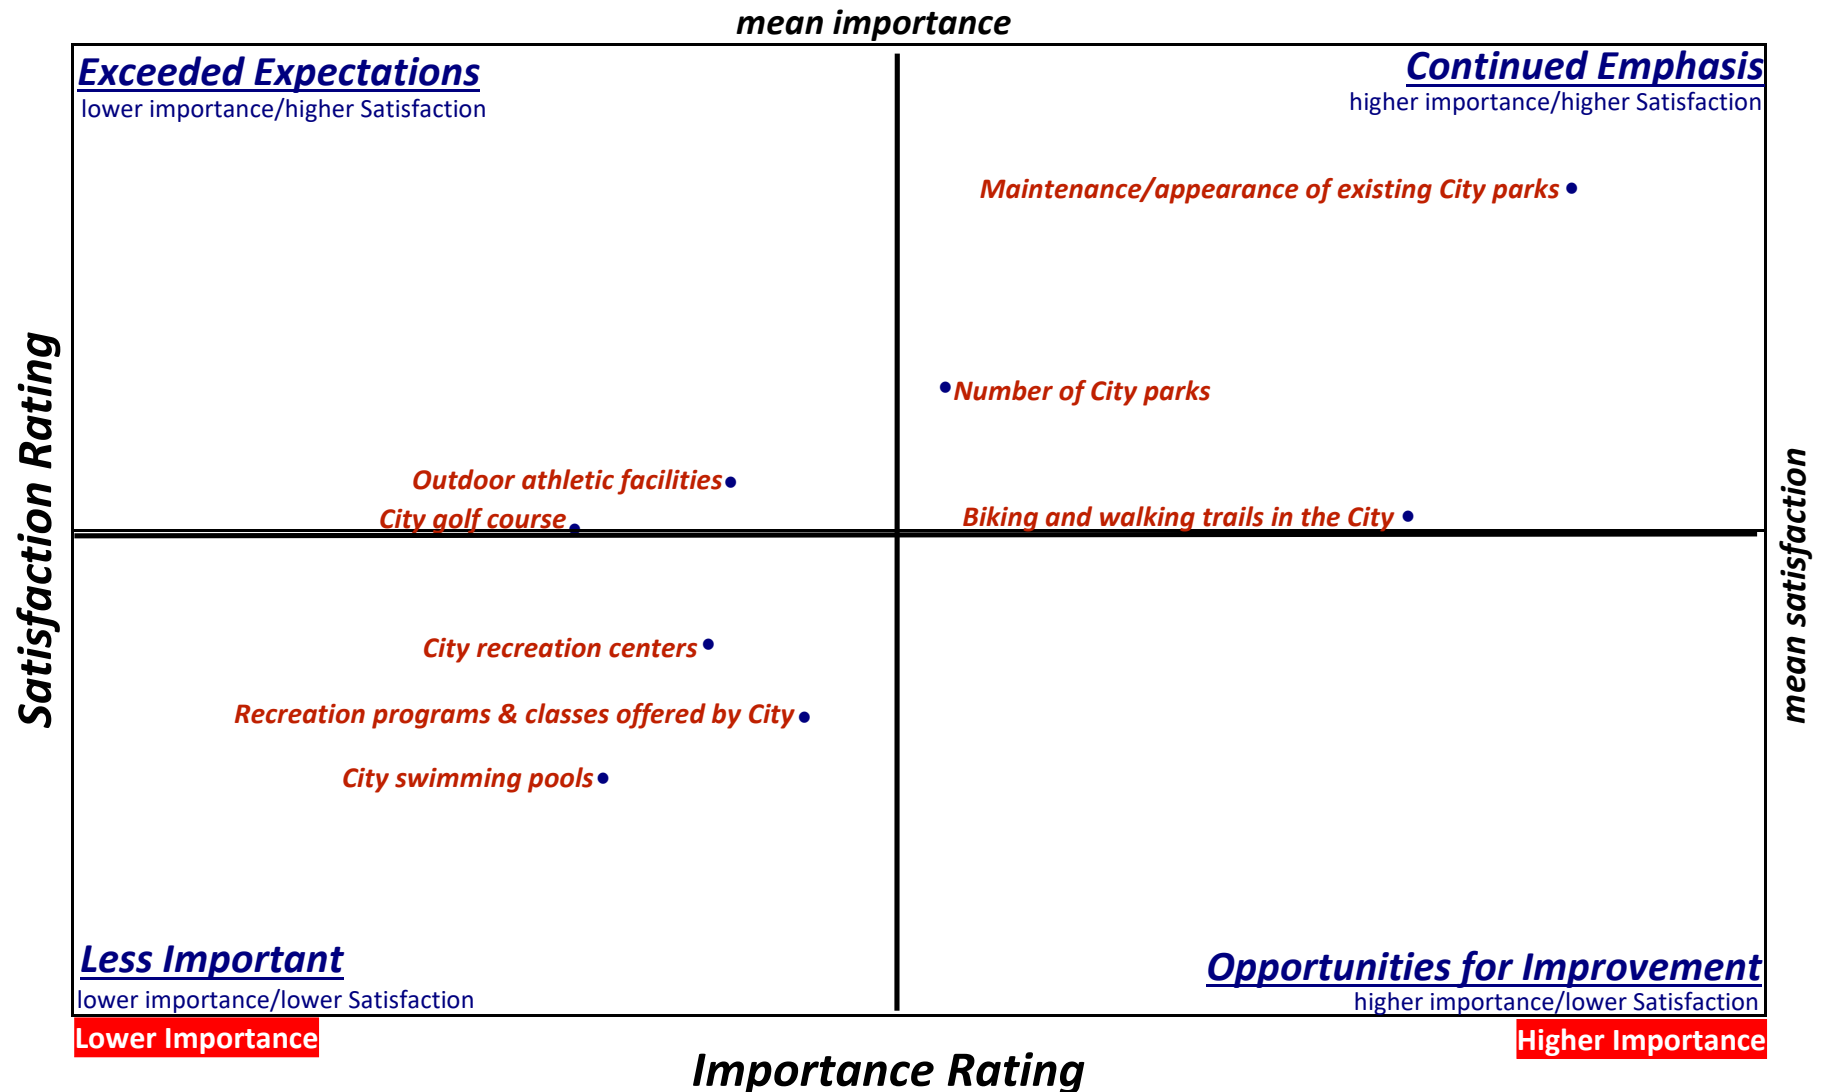 mean importance
Exceeded Expectations
lower importance/higher Satisfaction
Continued Emphasis
higher importance/higher Satisfaction
Maintenance/appearance of existing City parks
Number of City parks
Outdoor athletic facilities
City golf course
Biking and walking trails in the City
Satisfaction Rating
mean satisfaction
City recreation centers
Recreation programs & classes offered by City
City swimming pools
Less Important
lower importance/lower Satisfaction
Opportunities for Improvement
higher importance/lower Satisfaction
Lower Importance
Higher Importance
Importance Rating